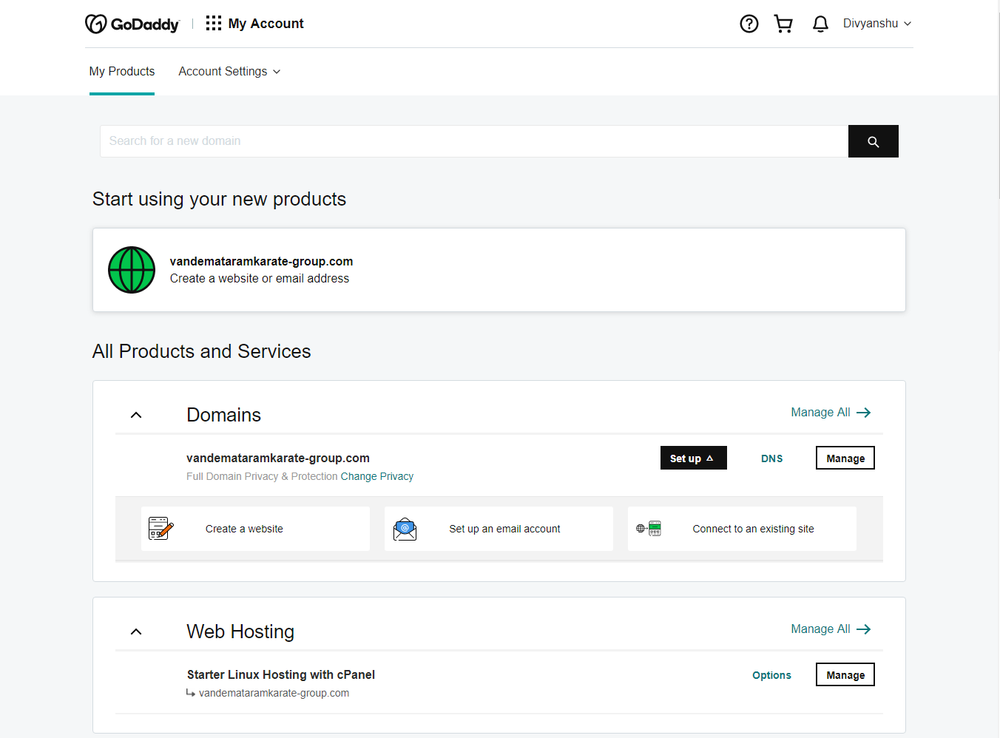 GoDaddy
My Account
Divyanshu
My Products
Account Settings
Search for a new domain
Start using your new products
vandemataramkarate-group.com
Create a website or email address
All Products and Services
Domains
Manage All
vandemataramkarate-group.com
Set up
DNS
Manage
Full Domain Privacy & Protection Change Privacy
Create a website
Set up an email account
Connect to an existing site
Web Hosting
Manage All
Starter Linux Hosting with cPanel
Options
Manage
vandemataramkarate-group.com